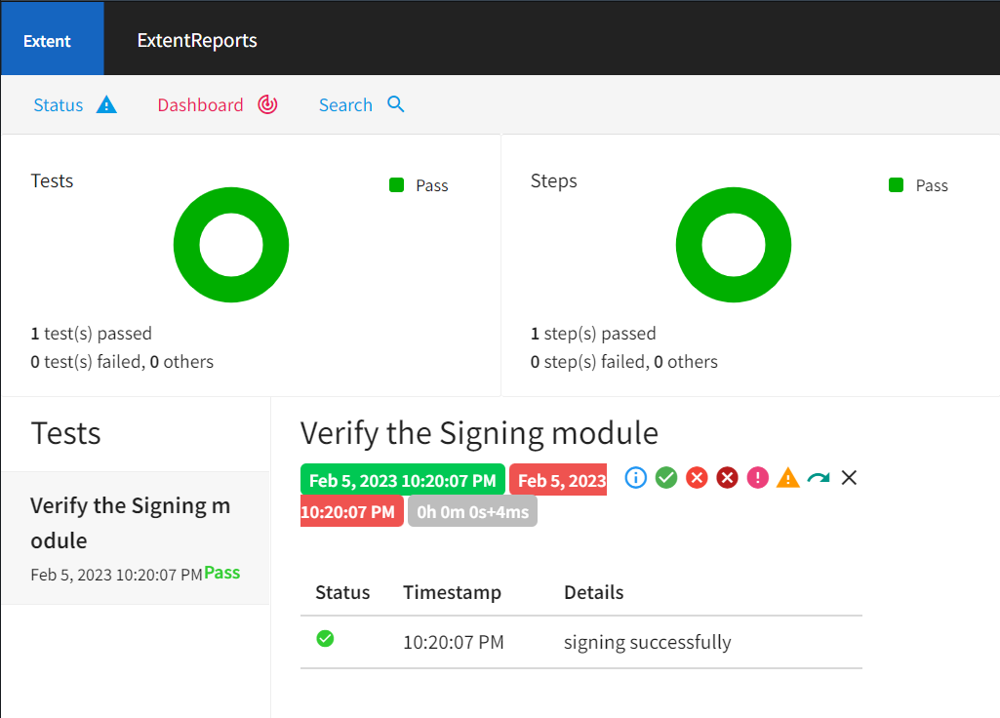 Extent ExtentReports
Status Dashboard Search
Tests
Pass
1 test(s) passed
0 test(s) failed, 0 others
Steps
Pass
1 step(s) passed
0 step(s) failed, 0 others
Tests
Verify the Signing m
odule
Feb 5, 2023 10:20:07 PM Pass
Verify the Signing module
Feb 5, 2023 10:20:07 PM Feb 5, 2023
10:20:07 PM 0h 0m 0s+4ms
Status Timestamp Details
10:20:07 PM signing successfully